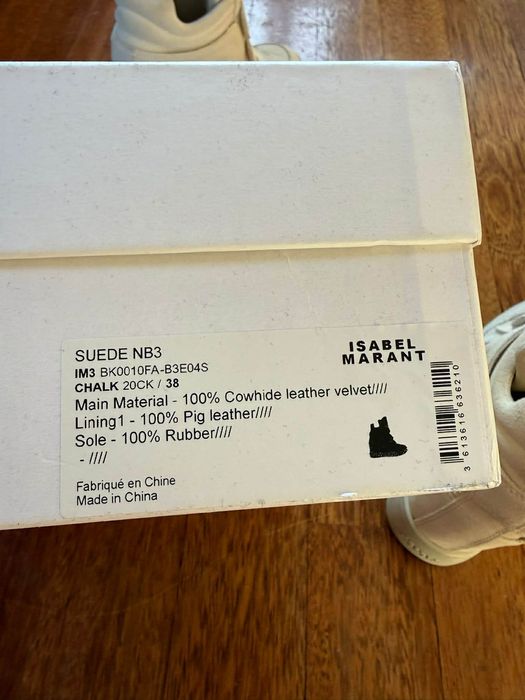 SUEDE NB3
IM3 BK0010FA-B3E04S
CHALK 20CK / 38
Main Material - 100% Cowhide leather velvet////
Lining1 - 100% Pig leather////
Sole - 100% Rubber////
- ////
Fabriqué en Chine
Made in China
ISABEL
MARANT
3 613616 636210